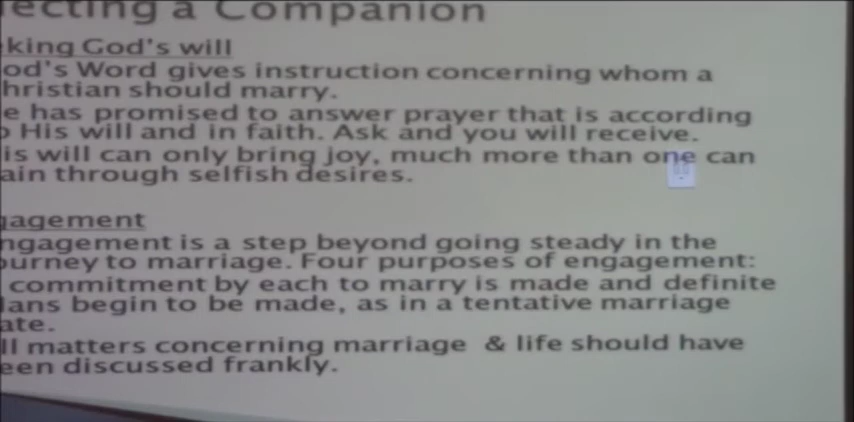 ecting a Companion
king God's will
od's Word gives instruction concerning whom a
hristian should marry.
e has promised to answer prayer that is according
o His will and in faith. Ask and you will receive.
is will can only bring joy, much more than one can
ain through selfish desires.
gagement
ngagement is a step beyond going steady in the
ourney to marriage. Four purposes of engagement:
commitment by each to marry is made and definite
lans begin to be made, as in a tentative marriage
ate.
ll matters concerning marriage & life should have
een discussed frankly.